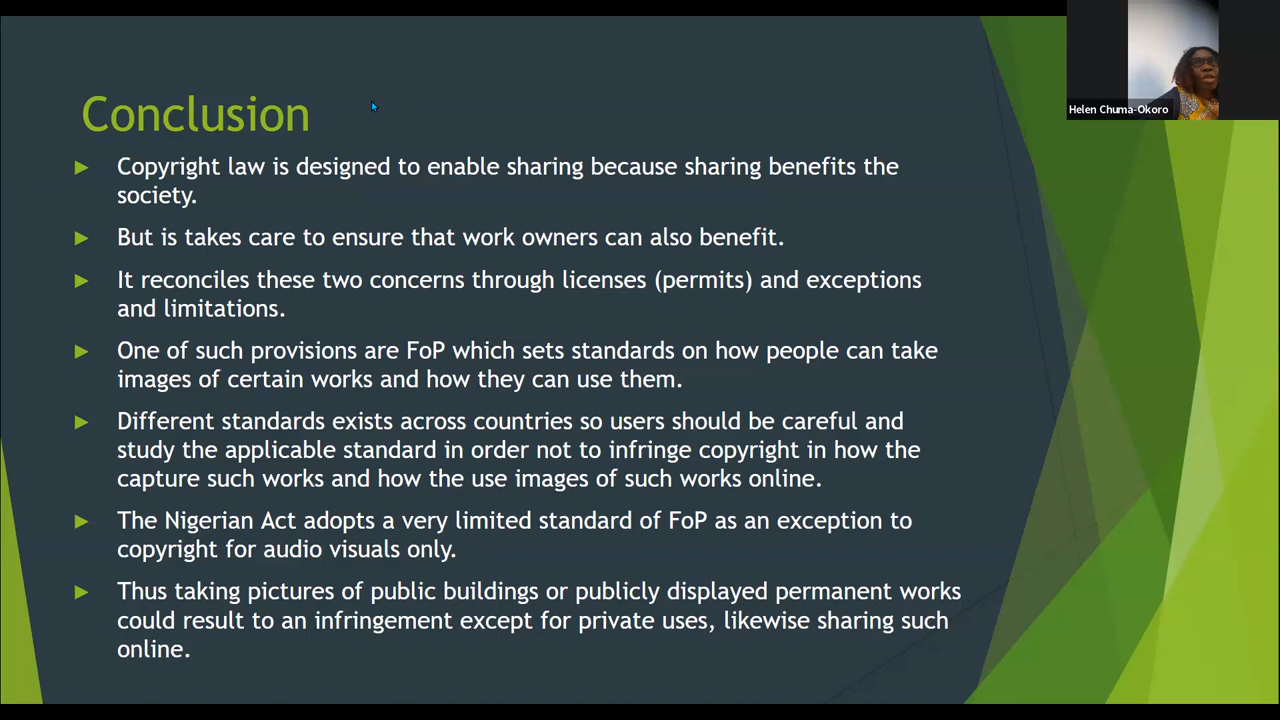 Conclusion
Copyright law is designed to enable sharing because sharing benefits the
society.
But is takes care to ensure that work owners can also benefit.
It reconciles these two concerns through licenses (permits) and exceptions
and limitations.
One of such provisions are FoP which sets standards on how people can take
images of certain works and how they can use them.
Different standards exists across countries so users should be careful and
study the applicable standard in order not to infringe copyright in how the
capture such works and how the use images of such works online.
The Nigerian Act adopts a very limited standard of FoP as an exception to
copyright for audio visuals only.
Thus taking pictures of public buildings or publicly displayed permanent works
could result to an infringement except for private uses, likewise sharing such
online.
Helen Chuma-Okoro